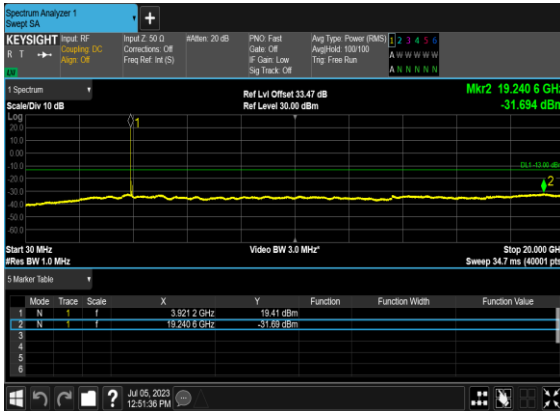 Spectrum Analyzer 1
Swept SA
+
KEYSIGHT
R T
Input: RF
Coupling: DC
Align: Off
Input Z: 50 Ω
Corrections: Off
Freq Ref: Int (S)
#Atten: 20 dB
PNO: Fast
Gate: Off
IF Gain: Low
Sig Track: Off
Avg Type: Power (RMS)
Avg|Hold: 100/100
Trig: Free Run
1 2 3 4 5 6
A W W W W W
A N N N N N
1 Spectrum
Scale/Div 10 dB
Ref Lvl Offset 33.47 dB
Ref Level 30.00 dBm
Mkr2 19.240 6 GHz
-31.694 dBm
Log
20.0
10.0
0.00
-10.0
-20.0
-30.0
-40.0
-50.0
-60.0
1
DL1 -13.00 dBm
2
Start 30 MHz
#Res BW 1.0 MHz
Video BW 3.0 MHz*
Stop 20.000 GH
Sweep 34.7 ms (40001 pts
5 Marker Table
Mode Trace Scale X Y Function Function Width Function Value
1 N 1 f 3.921 2 GHz 19.41 dBm
2 N 1 f 19.240 6 GHz -31.69 dBm
3
4
5
6
?
Jul 05, 2023
12:51:36 PM